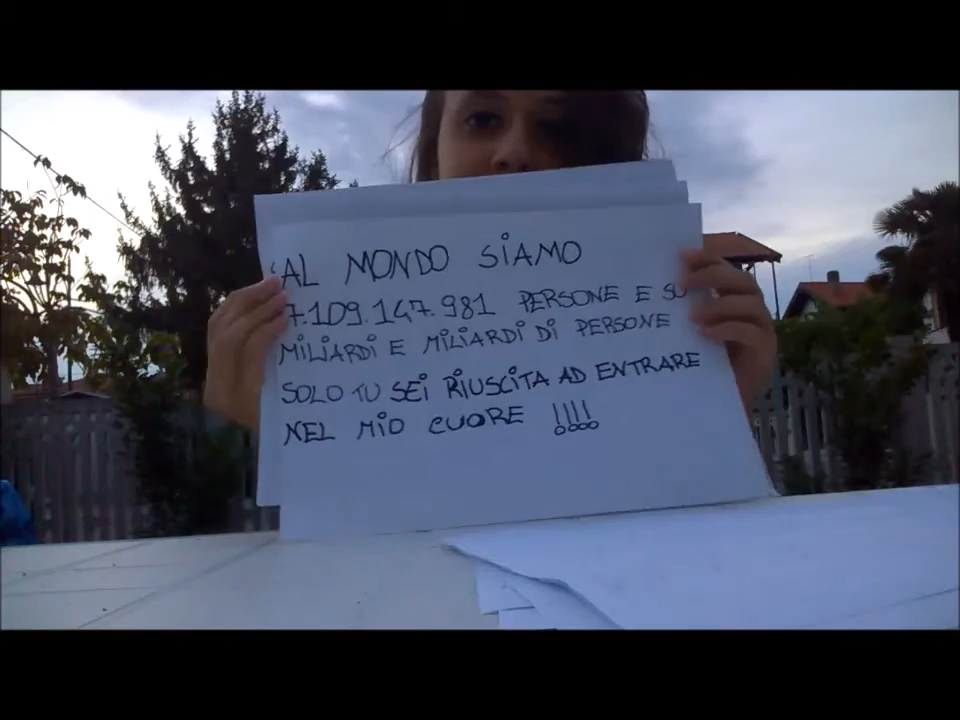 AL MONDO SIAMO
7.109.147.981 PERSONE E SU
MILIARDI E MILIARDI DI PERSONE
SOLO TU SEI RIUSCITA AD ENTRARE
NEL MIO CUORE !!!!